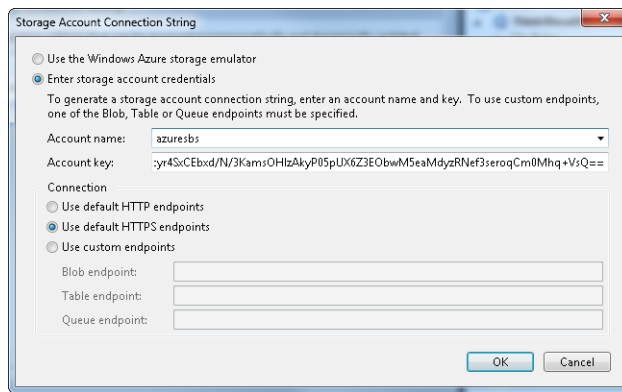 Storage Account Connection String
Use the Windows Azure storage emulator
Enter storage account credentials
To generate a storage account connection string, enter an account name and key. To use custom endpoints,
one of the Blob, Table or Queue endpoints must be specified.
Account name: azuresbs
Account key: :yr4SxCEbxd/N/3KamsOHIzAkyP05pUX6Z3EObwM5eaMdyzRNef3seroqCm0Mhq+VsQ==
Connection
Use default HTTP endpoints
Use default HTTPS endpoints
Use custom endpoints
Blob endpoint:
Table endpoint:
Queue endpoint:
OK Cancel